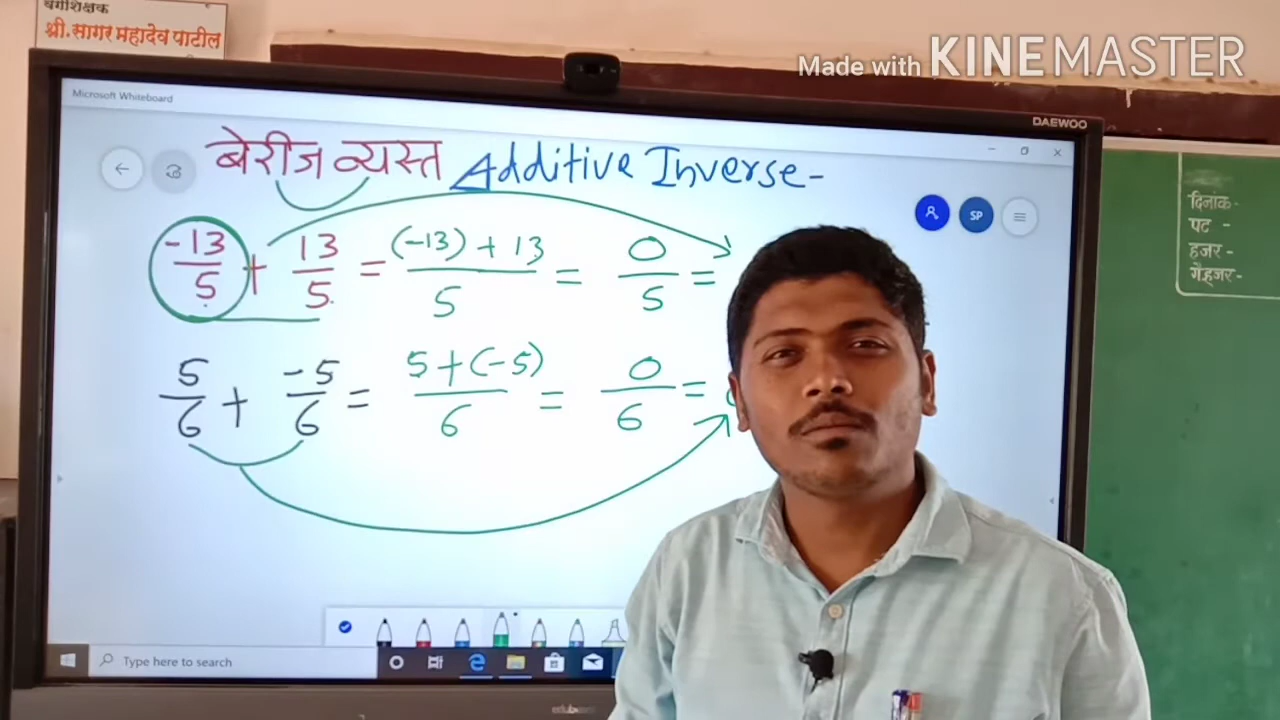 वर्गशिक्षक
श्री. सागर महादेव पाटील
Made with KINEMASTER
DAEWOO
Microsoft Whiteboard
बेरीज व्यस्त Additive Inverse-
SP
-13/5 + 13/5 = (-13) + 13/5 = 0/5 =
5/6 + -5/6 = 5+(-5)/6 = 0/6 =
दिनांक-
पट -
हजर-
गैरहजर-
Type here to search